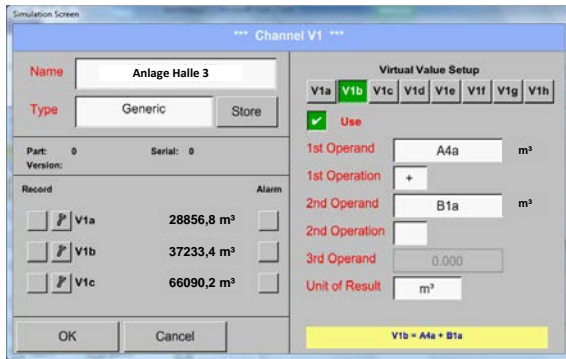 Simulation Screen
*** Channel V1 ***
Name
Anlage Halle 3
Type
Generic
Store
Part: 0
Serial: 0
Version:
Record
Alarm
V1a
28856,8 m³
V1b
37233,4 m³
V1c
66090,2 m³
OK
Cancel
Virtual Value Setup
V1a V1b V1c V1d V1e V1f V1g V1h
Use
1st Operand
A4a
m³
1st Operation
+
2nd Operand
B1a
m³
2nd Operation
3rd Operand
0.000
Unit of Result
m³
V1b = A4a + B1a